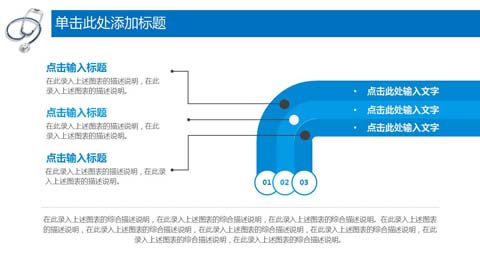 单击此处添加标题
点击输入标题
在此录入上述图表的描述说明，在此
录入上述图表的描述说明。
点击输入标题
在此录入上述图表的描述说明，在此
录入上述图表的描述说明。
点击输入标题
在此录入上述图表的描述说明，在此录
入上述图表的描述说明。
• 点击此处输入文字
• 点击此处输入文字
• 点击此处输入文字
01 02 03
在此录入上述图表的综合描述说明，在此录入上述图表的综合描述说明，在此录入上述图表的综合描述说明。在此录入上述图表
的描述说明，在此录入上述图表的综合描述说明，在此录入上述图表的综合描述说明，在此录入上述图表的综合描述说明，在此
录入上述图表的综合描述说明，在此录入上述图表的综合描述说明。